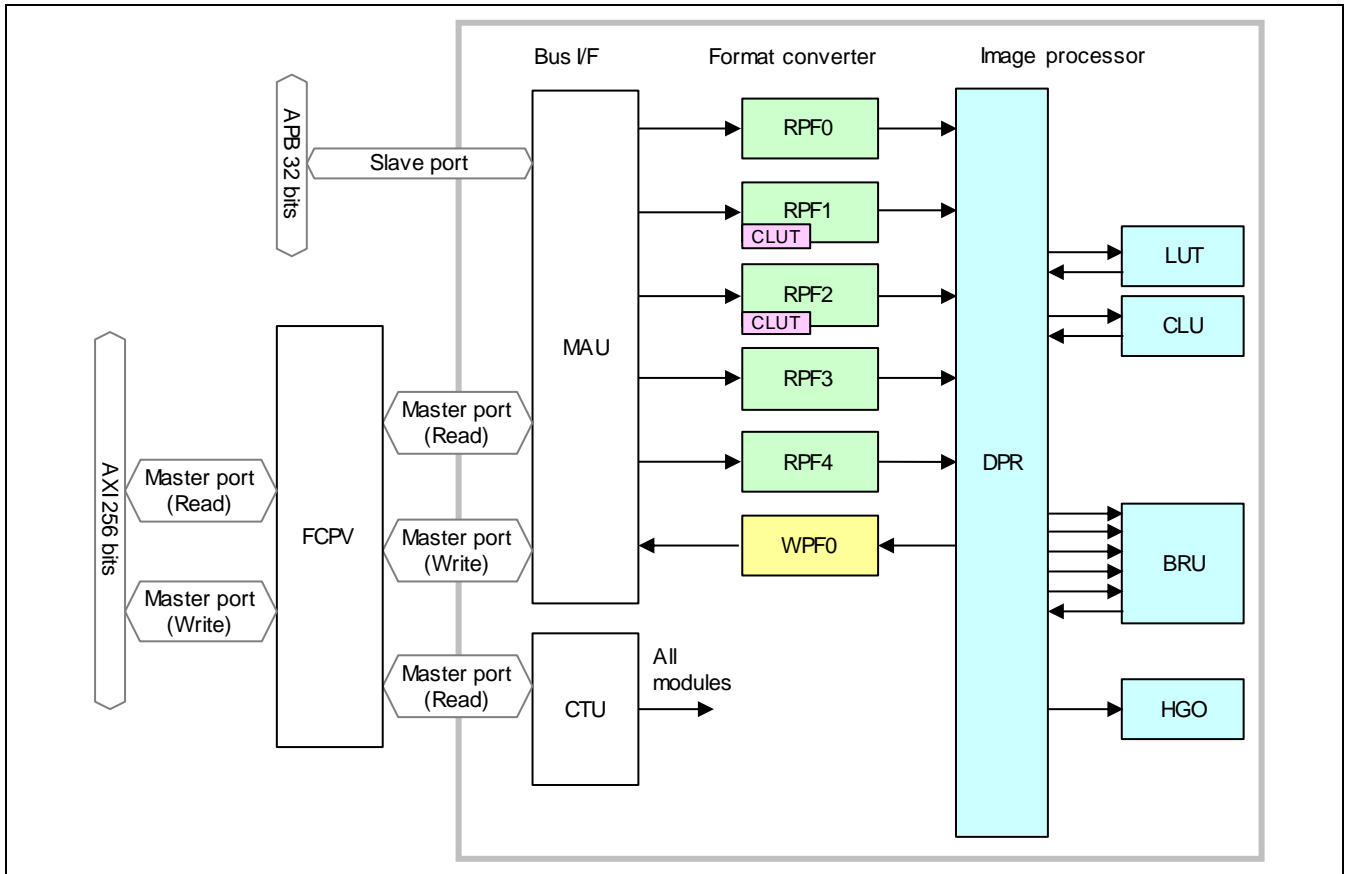 Bus I/F
Format converter
Image processor
APB 32 bits
Slave port
RPF0
RPF1
CLUT
RPF2
CLUT
RPF3
RPF4
WPF0
MAU
DPR
LUT
CLU
BRU
HGO
AXI 256 bits
Master port
(Read)
Master port
(Write)
FCPV
Master port
(Read)
Master port
(Write)
Master port
(Read)
CTU
All
modules